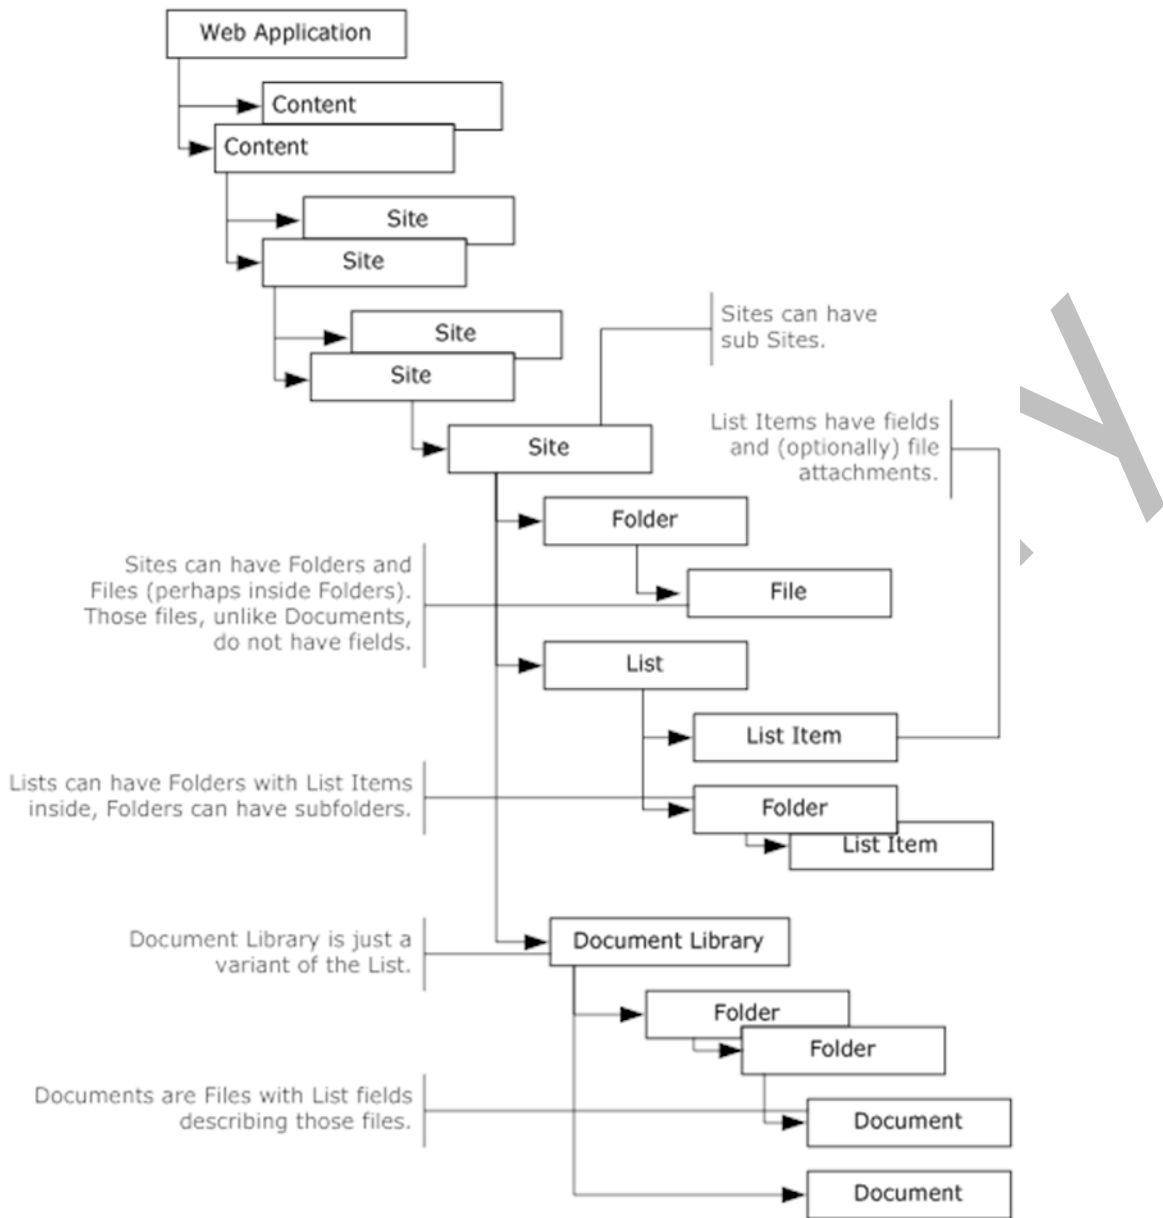 Web Application
Content
Content
Site
Site
Site
Site
Sites can have
sub Sites.
Site
List Items have fields
and (optionally) file
attachments.
Folder
Sites can have Folders and
Files (perhaps inside Folders).
Those files, unlike Documents,
do not have fields.
File
List
List Item
Lists can have Folders with List Items
inside, Folders can have subfolders.
Folder
List Item
Document Library is just a
variant of the List.
Document Library
Folder
Folder
Documents are Files with List fields
describing those files.
Document
Document